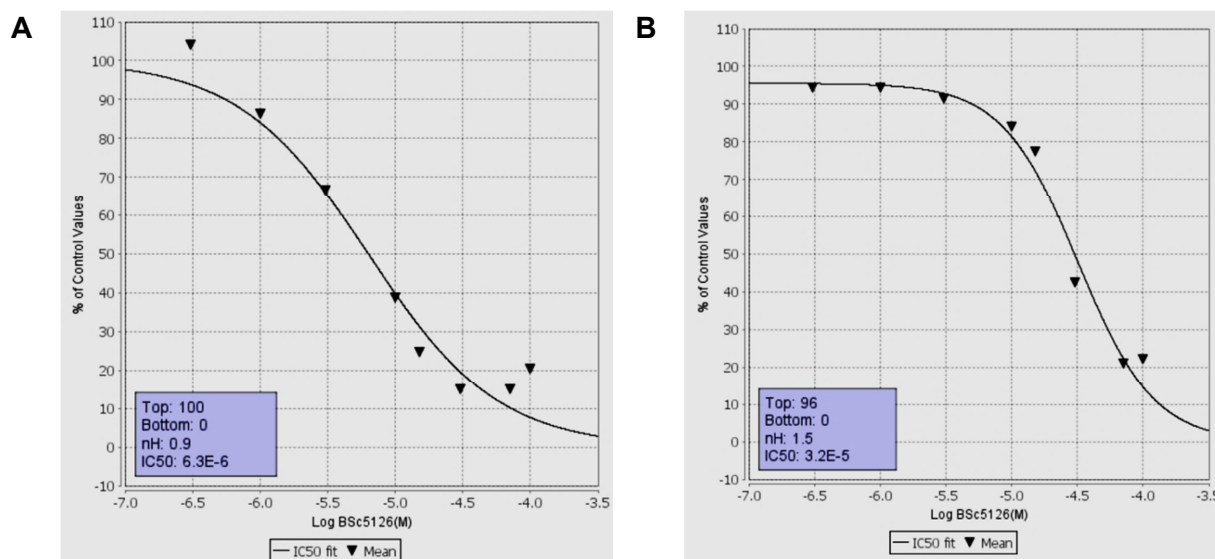 A
110
100
90
80
70
60
50
40
30
20
10
0
-10
% of Control Values
Top: 100
Bottom: 0
nH: 0.9
IC50: 6.3E-6
-7.0 -6.5 -6.0 -5.5 -5.0 -4.5 -4.0 -3.5
Log BSc5126(M)
IC50 fit Mean
B
110
100
90
80
70
60
50
40
30
20
10
0
-10
% of Control Values
Top: 96
Bottom: 0
nH: 1.5
IC50: 3.2E-5
-7.0 -6.5 -6.0 -5.5 -5.0 -4.5 -4.0 -3.5
Log BSc5126(M)
IC50 fit Mean